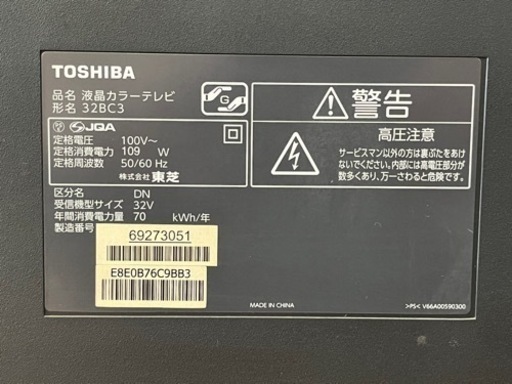 TOSHIBA
品名 液晶カラーテレビ
形名 32BC3
G
JQA
定格電圧 100V~
定格消費電力 109 W
定格周波数 50/60 Hz
株式会社 東芝
区分名 DN
受信機型サイズ 32V
年間消費電力量 70 kWh/年
製造番号
69273051
E8E0B76C9BB3
警告
高圧注意
サービスマン以外の方は裏ぶたをあけ
ないでください。内部には高電圧部分が
数多くあり、万一さわると危険です。
MADE IN CHINA
>PS< V66A00590300